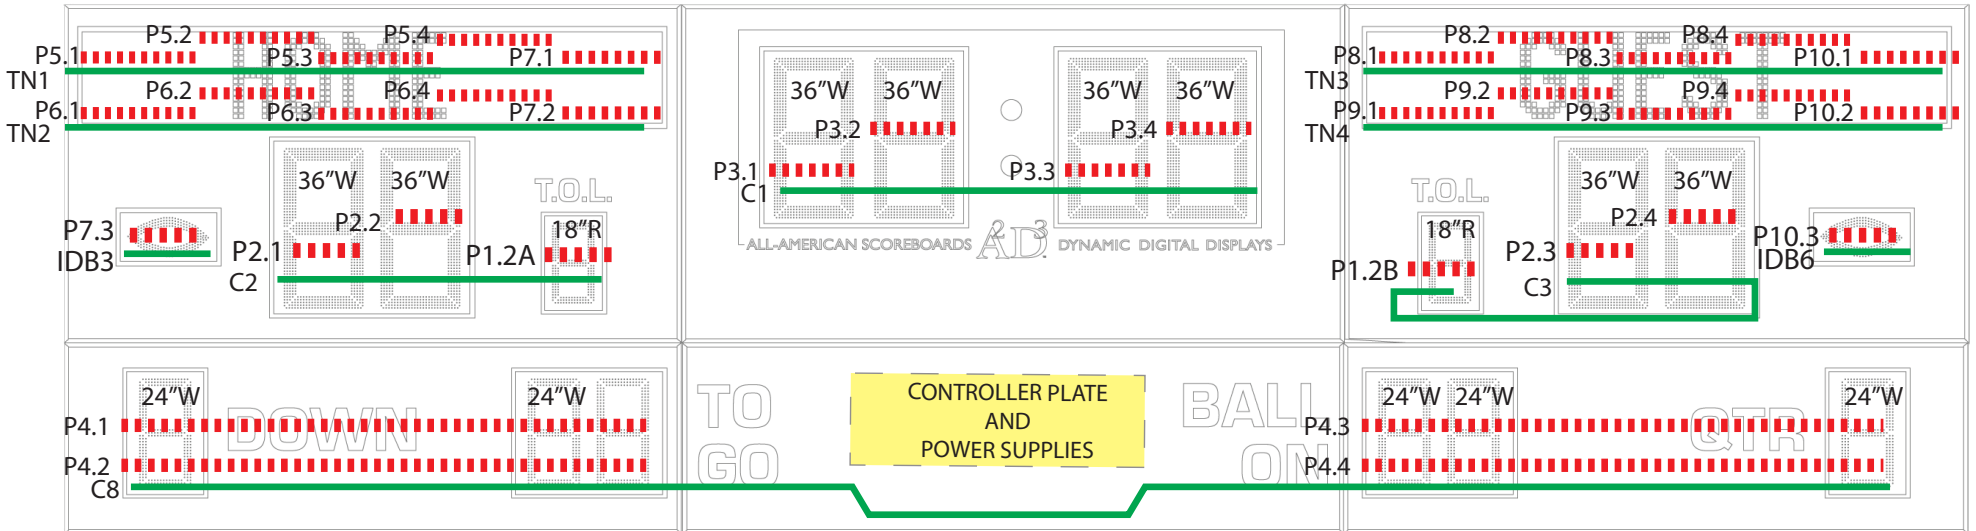 P5.1
P5.2
P5.3
P5.4
P7.1
HOME
TN1
P6.1
P6.2
P6.3
P6.4
P7.2
TN2
36"W
36"W
T.O.L.
P7.3
IDB3
P2.1
P2.2
P1.2A
18"R
C2
36"W
36"W
36"W
36"W
P3.1
P3.2
P3.3
P3.4
C1
ALL-AMERICAN SCOREBOARDS
A2D3
DYNAMIC DIGITAL DISPLAYS
P8.1
P8.2
P8.3
P8.4
P10.1
GUEST
TN3
P9.1
P9.2
P9.3
P9.4
P10.2
TN4
T.O.L.
18"R
36"W
36"W
P1.2B
P2.3
P2.4
C3
P10.3
IDB6
24"W
DOWN
24"W
P4.1
P4.2
C8
TO
GO
CONTROLLER PLATE
AND
POWER SUPPLIES
BALL
ON
24"W
24"W
QTR
24"W
P4.3
P4.4